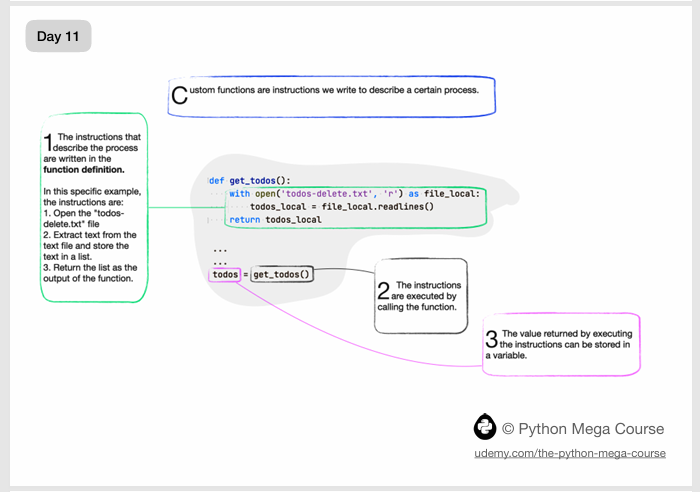 Day 11
Custom functions are instructions we write to describe a certain process.
1 The instructions that
describe the process
are written in the
function definition.
In this specific example,
the instructions are:
1. Open the "todos-
delete.txt" file
2. Extract text from the
text file and store the
text in a list.
3. Return the list as the
output of the function.
def get_todos():
with open('todos-delete.txt', 'r') as file_local:
todos_local = file_local.readlines()
return todos_local
...
...
todos = get_todos()
2 The instructions
are executed by
calling the function.
3 The value returned by executing
the instructions can be stored in
a variable.
© Python Mega Course
udemy.com/the-python-mega-course